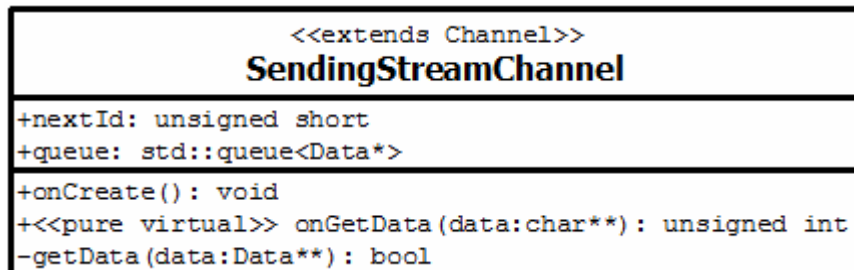 <<extends Channel>>
SendingStreamChannel
+nextId: unsigned short
+queue: std::queue<Data*>
+onCreate(): void
+<<pure virtual>> onGetData(data:char**): unsigned int
-getData(data:Data**): bool